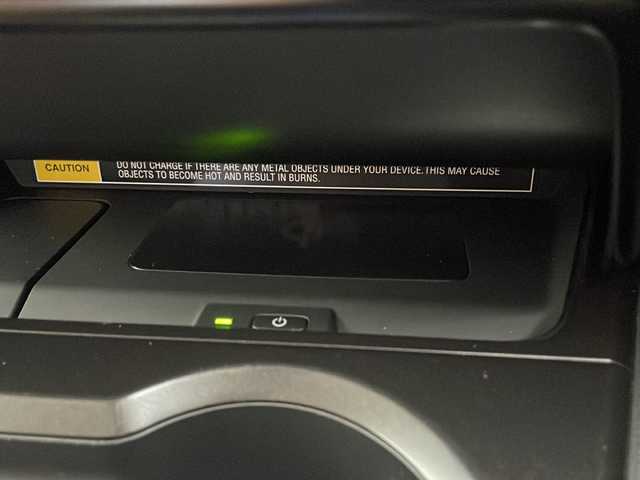 CAUTION
DO NOT CHARGE IF THERE ARE ANY METAL OBJECTS UNDER YOUR DEVICE. THIS MAY CAUSE
OBJECTS TO BECOME HOT AND RESULT IN BURNS.